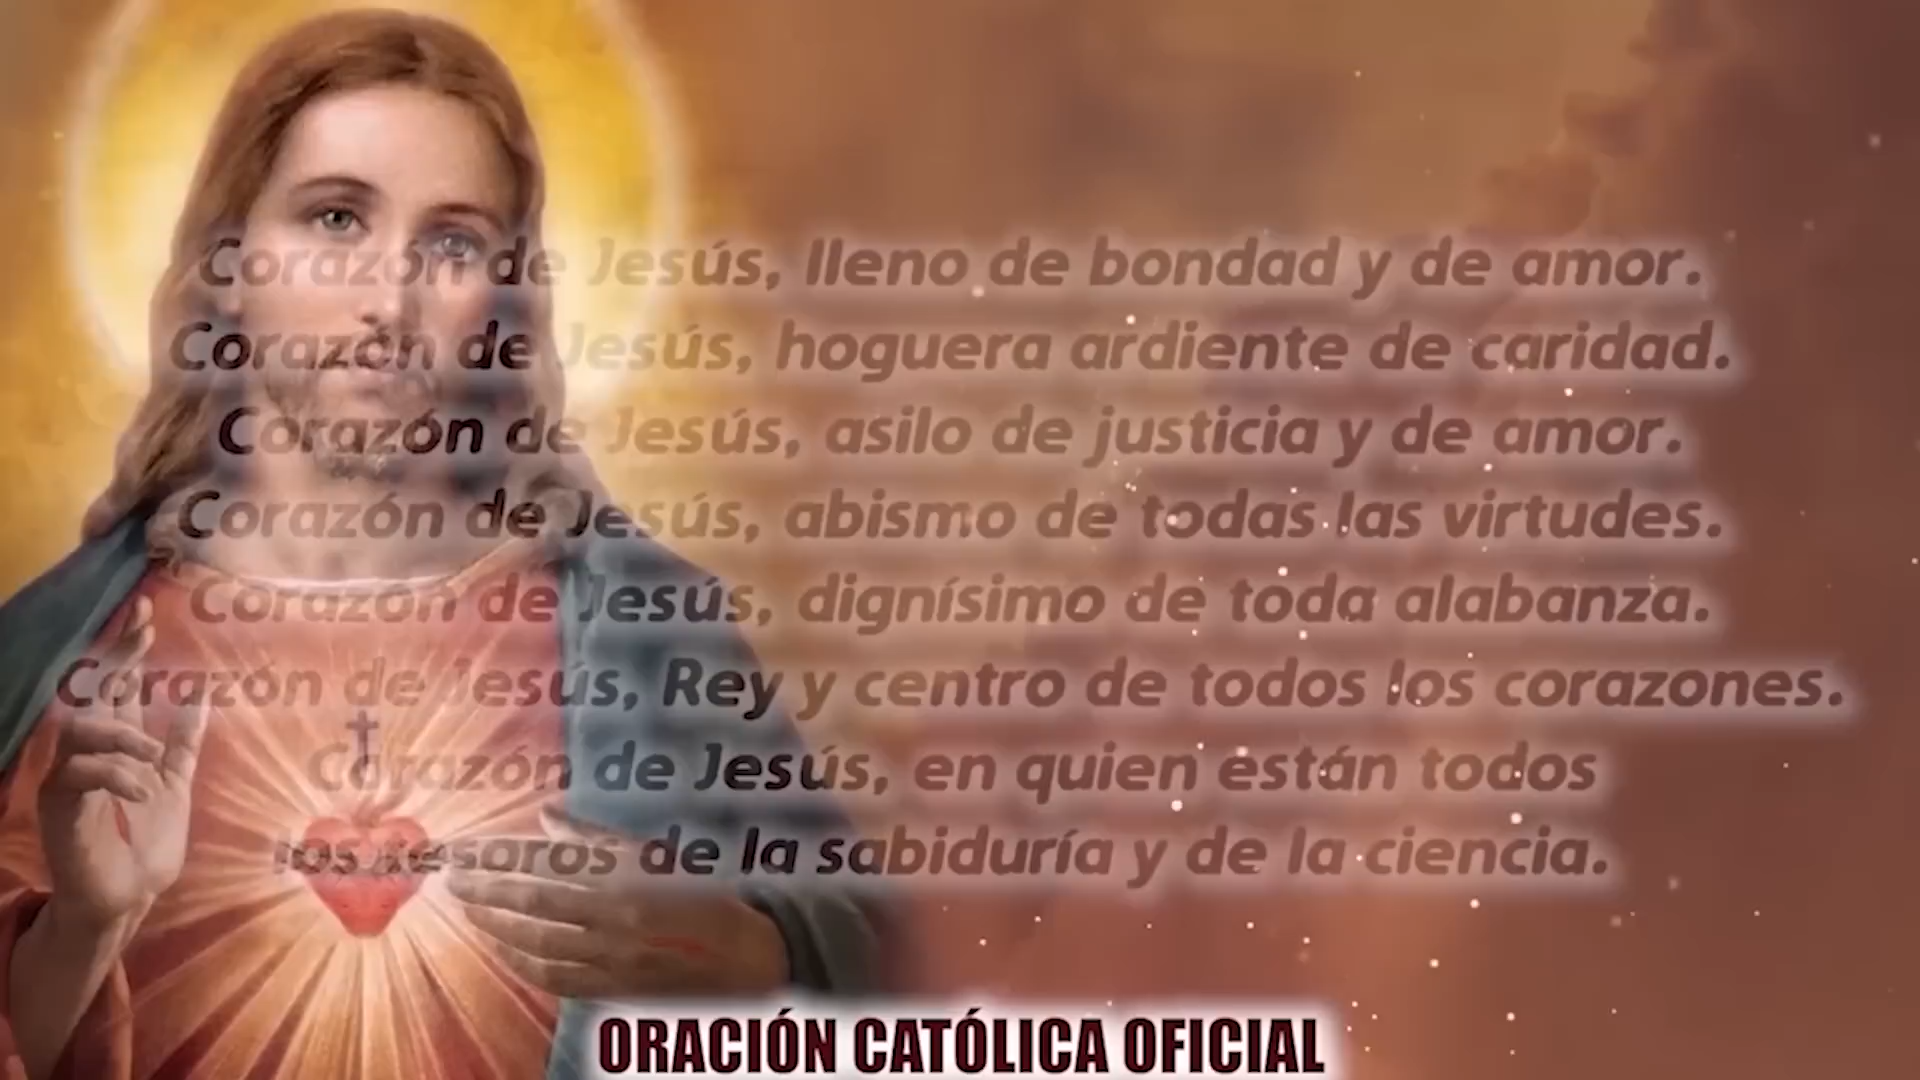 Corazón de Jesús, lleno de bondad y de amor.
Corazón de Jesús, hoguera ardiente de caridad.
Corazón de Jesús, asilo de justicia y de amor.
Corazón de Jesús, abismo de todas las virtudes.
Corazón de Jesús, dignísimo de toda alabanza.
Corazón de Jesús, Rey y centro de todos los corazones.
Corazón de Jesús, en quien están todos
los tesoros de la sabiduría y de la ciencia.
ORACIÓN CATÓLICA OFICIAL